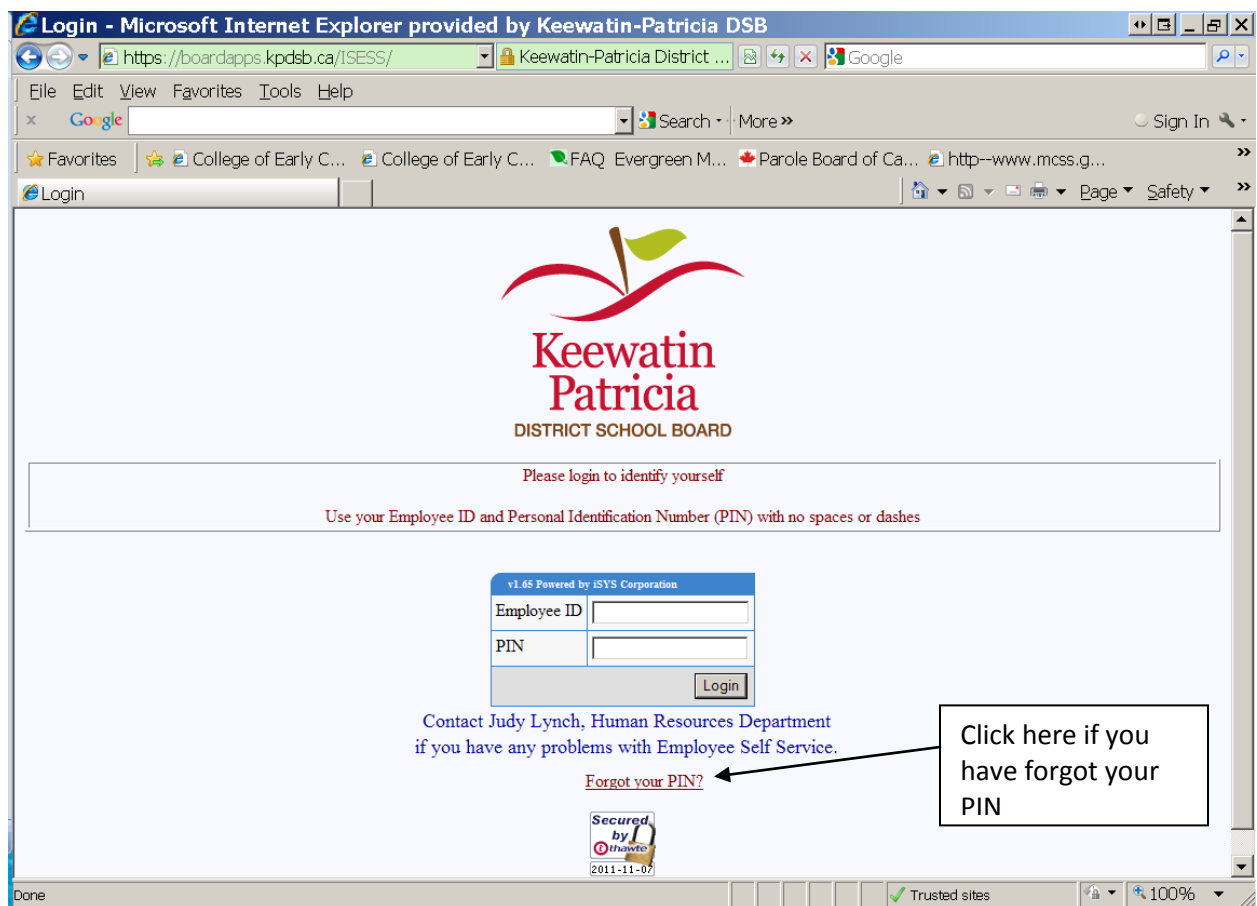 Login - Microsoft Internet Explorer provided by Keewatin-Patricia DSB
https://boardapps.kpdsb.ca/ISESS/ Keewatin-Patricia District ... Google
File Edit View Favorites Tools Help
x Google Search More » Sign In
Favorites College of Early C... College of Early C... FAQ Evergreen M... Parole Board of Ca... http--www.mcss.g... »
Login Page Safety »
Keewatin
Patricia
DISTRICT SCHOOL BOARD
Please login to identify yourself
Use your Employee ID and Personal Identification Number (PIN) with no spaces or dashes
v1.65 Powered by iSYS Corporation
Employee ID
PIN
Login
Contact Judy Lynch, Human Resources Department
if you have any problems with Employee Self Service.
Forgot your PIN?
Click here if you
have forgot your
PIN
Secured
by
thawte
2011-11-07
Done Trusted sites 100%